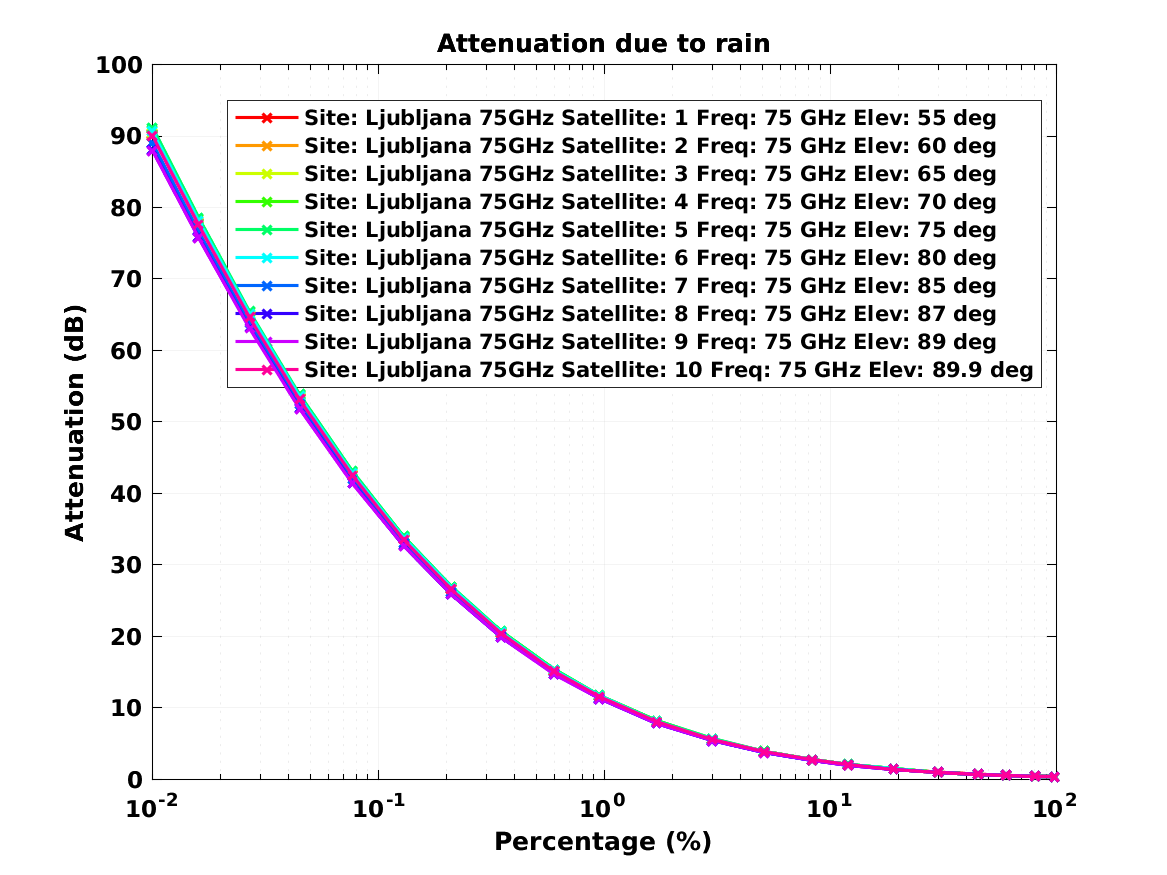 Attenuation due to rain
100
90
80
70
60
50
40
30
20
10
0
Attenuation (dB)
Site: Ljubljana 75GHz Satellite: 1 Freq: 75 GHz Elev: 55 deg
Site: Ljubljana 75GHz Satellite: 2 Freq: 75 GHz Elev: 60 deg
Site: Ljubljana 75GHz Satellite: 3 Freq: 75 GHz Elev: 65 deg
Site: Ljubljana 75GHz Satellite: 4 Freq: 75 GHz Elev: 70 deg
Site: Ljubljana 75GHz Satellite: 5 Freq: 75 GHz Elev: 75 deg
Site: Ljubljana 75GHz Satellite: 6 Freq: 75 GHz Elev: 80 deg
Site: Ljubljana 75GHz Satellite: 7 Freq: 75 GHz Elev: 85 deg
Site: Ljubljana 75GHz Satellite: 8 Freq: 75 GHz Elev: 87 deg
Site: Ljubljana 75GHz Satellite: 9 Freq: 75 GHz Elev: 89 deg
Site: Ljubljana 75GHz Satellite: 10 Freq: 75 GHz Elev: 89.9 deg
10⁻² 10⁻¹ 10⁰ 10¹ 10²
Percentage (%)